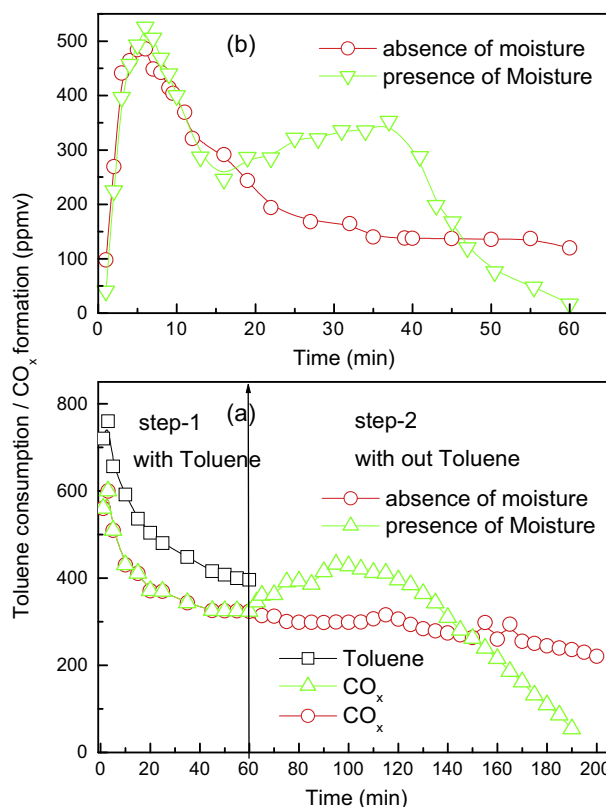 Toluene consumption / COₓ formation (ppmv)
(b)
absence of moisture
presence of Moisture
500
400
300
200
100
0
0 10 20 30 40 50 60
Time (min)
(a)
step-1
with Toluene
step-2
with out Toluene
absence of moisture
presence of Moisture
Toluene
COₓ
COₓ
800
600
400
300
200
0
0 20 40 60 80 100 120 140 160 180 200
Time (min)